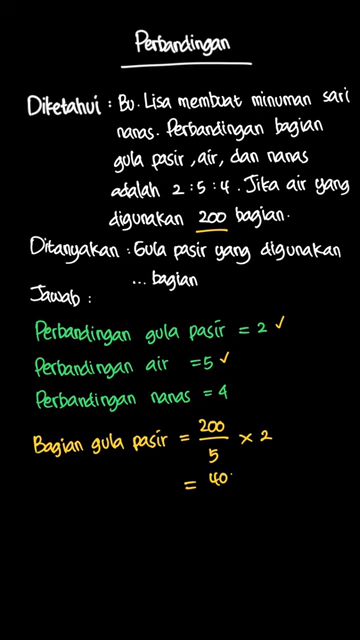 Perbandingan
Diketahui : Bu. Lisa membuat minuman sari
nanas. Perbandingan bagian
gula pasir, air, dan nanas
adalah 2 : 5 : 4. Jika air yang
digunakan 200 bagian.
Ditanyakan : Gula pasir yang digunakan
... bagian
Jawab :
Perbandingan gula pasir = 2 ✓
Perbandingan air = 5 ✓
Perbandingan nanas = 4
Bagian gula pasir = 200/5 × 2
= 40.